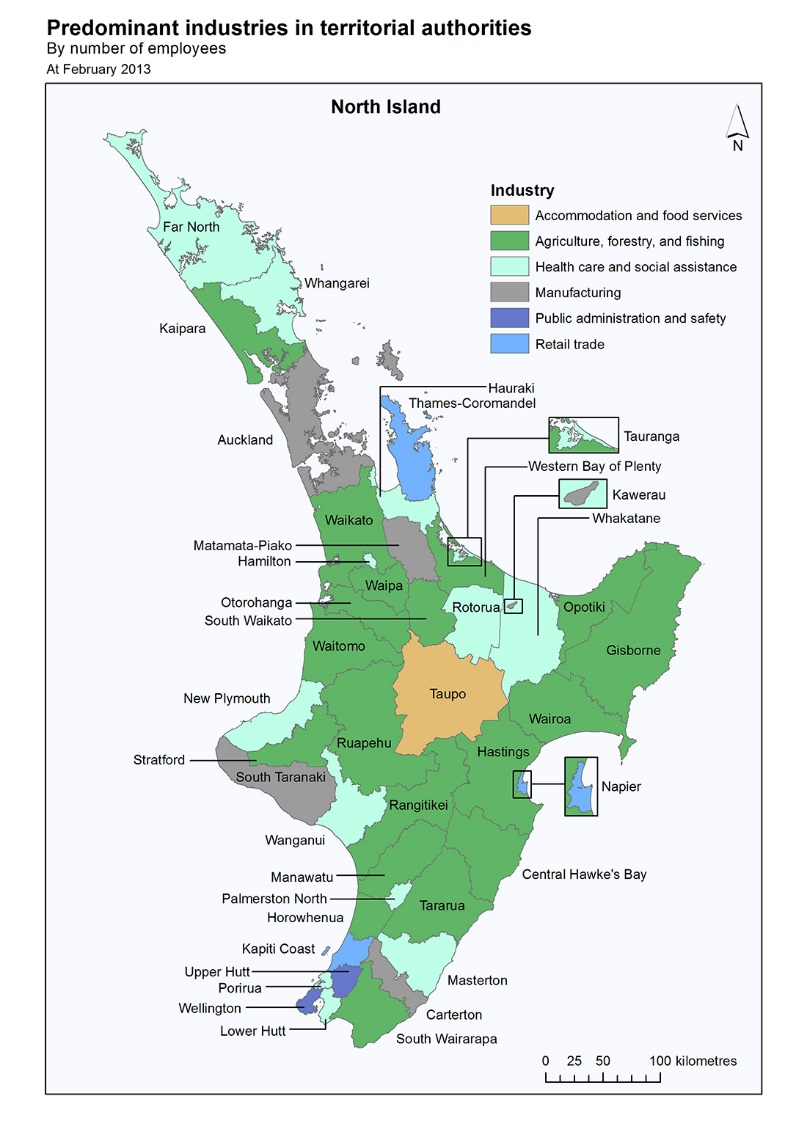 Predominant industries in territorial authorities
By number of employees
At February 2013
North Island
N
Industry
Accommodation and food services
Agriculture, forestry, and fishing
Health care and social assistance
Manufacturing
Public administration and safety
Retail trade
Far North
Whangarei
Kaipara
Hauraki
Thames-Coromandel
Auckland
Tauranga
Western Bay of Plenty
Kawerau
Whakatane
Waikato
Matamata-Piako
Hamilton
Waipa
Otorohanga
Rotorua
Opotiki
South Waikato
Waitomo
Gisborne
New Plymouth
Taupo
Wairoa
Ruapehu
Hastings
Stratford
South Taranaki
Napier
Rangitikei
Wanganui
Manawatu
Central Hawke's Bay
Palmerston North
Tararua
Horowhenua
Kapiti Coast
Upper Hutt
Masterton
Porirua
Wellington
Carterton
Lower Hutt
South Wairarapa
0 25 50 100 kilometres